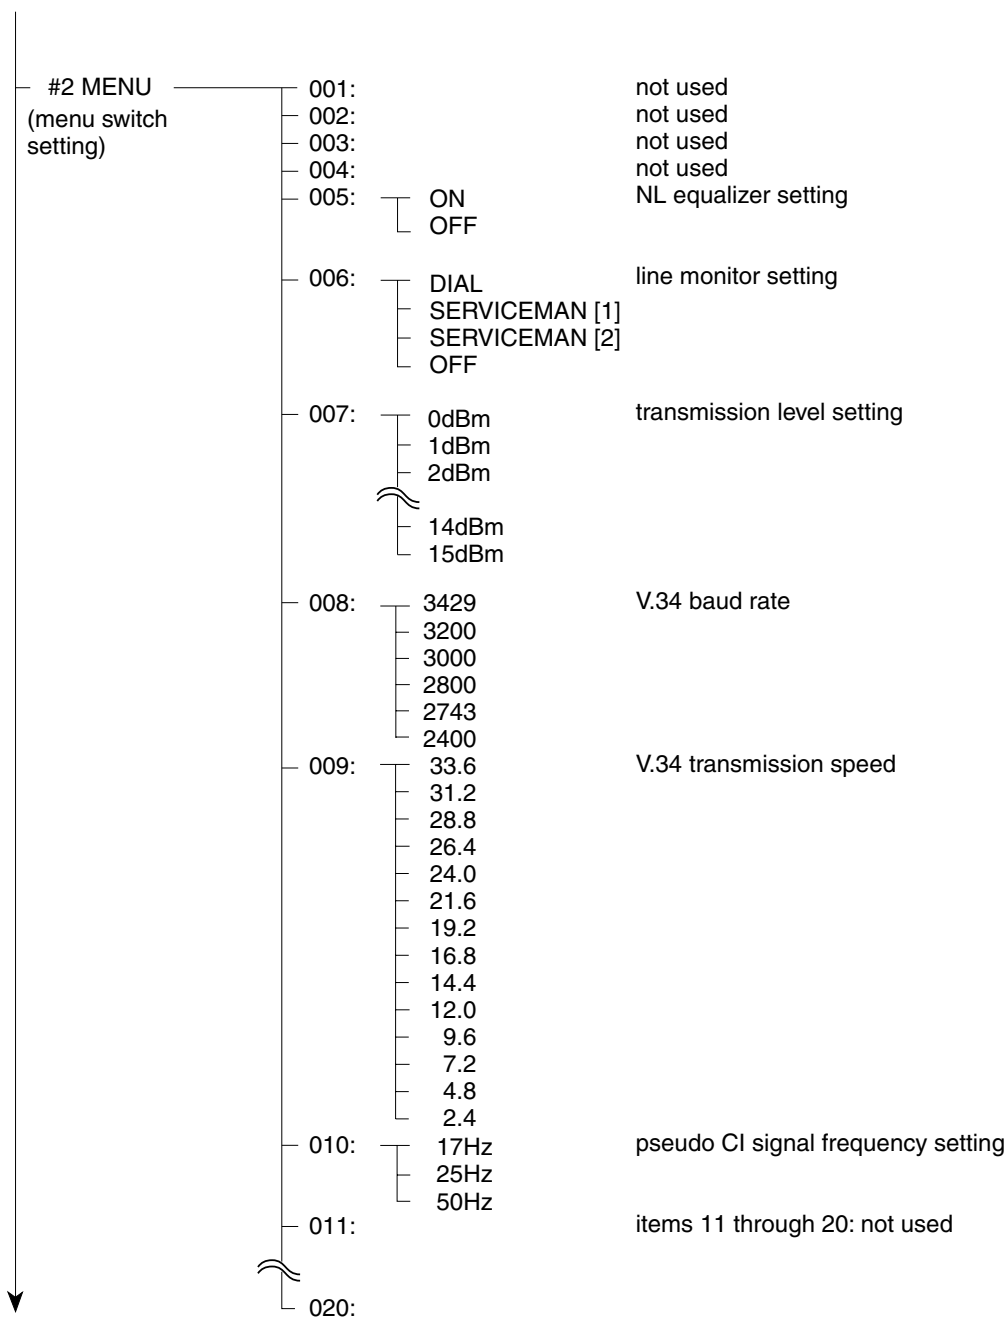 #2 MENU 001: not used
(menu switch 002: not used
setting) 003: not used
004: not used
005: ON NL equalizer setting
OFF
006: DIAL line monitor setting
SERVICEMAN [1]
SERVICEMAN [2]
OFF
007: 0dBm transmission level setting
1dBm
2dBm
14dBm
15dBm
008: 3429 V.34 baud rate
3200
3000
2800
2743
2400
009: 33.6 V.34 transmission speed
31.2
28.8
26.4
24.0
21.6
19.2
16.8
14.4
12.0
9.6
7.2
4.8
2.4
010: 17Hz pseudo CI signal frequency setting
25Hz
50Hz
011: items 11 through 20: not used
020: